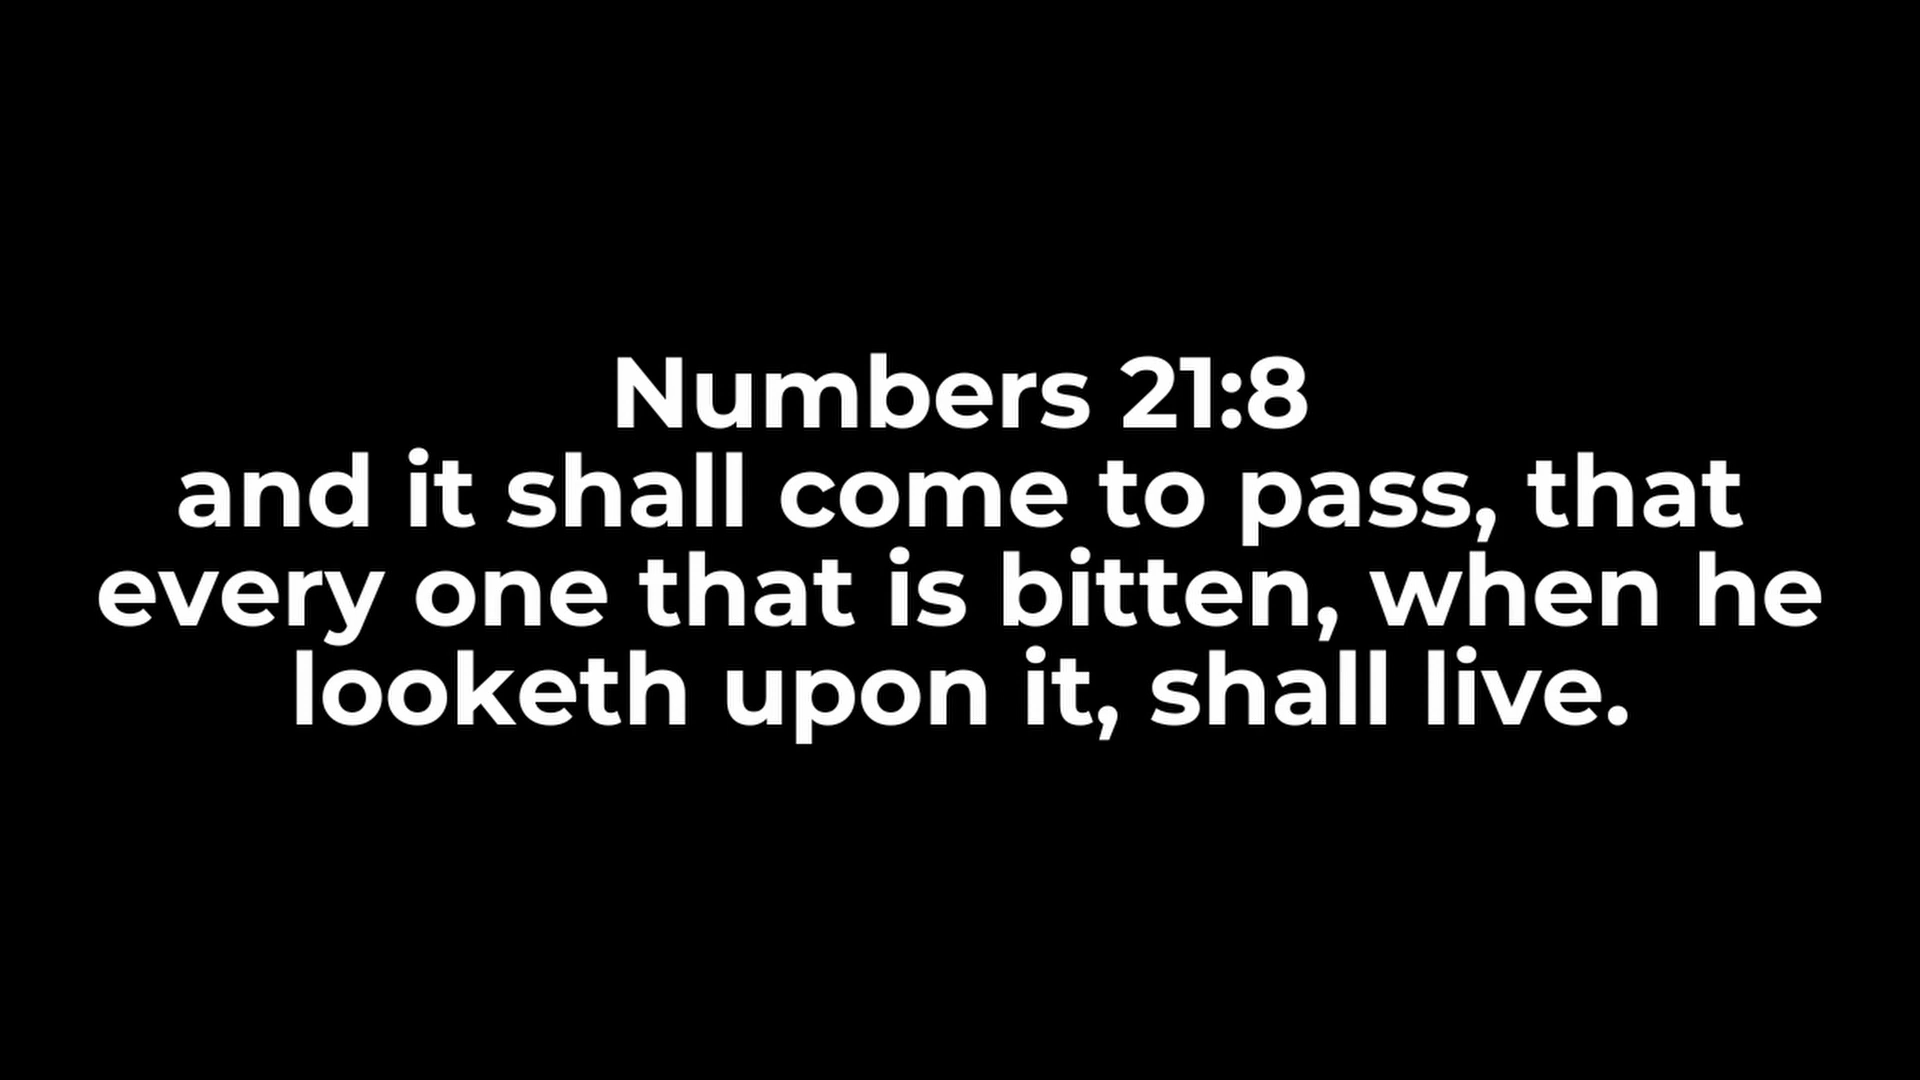 Numbers 21:8
and it shall come to pass, that
every one that is bitten, when he
looketh upon it, shall live.